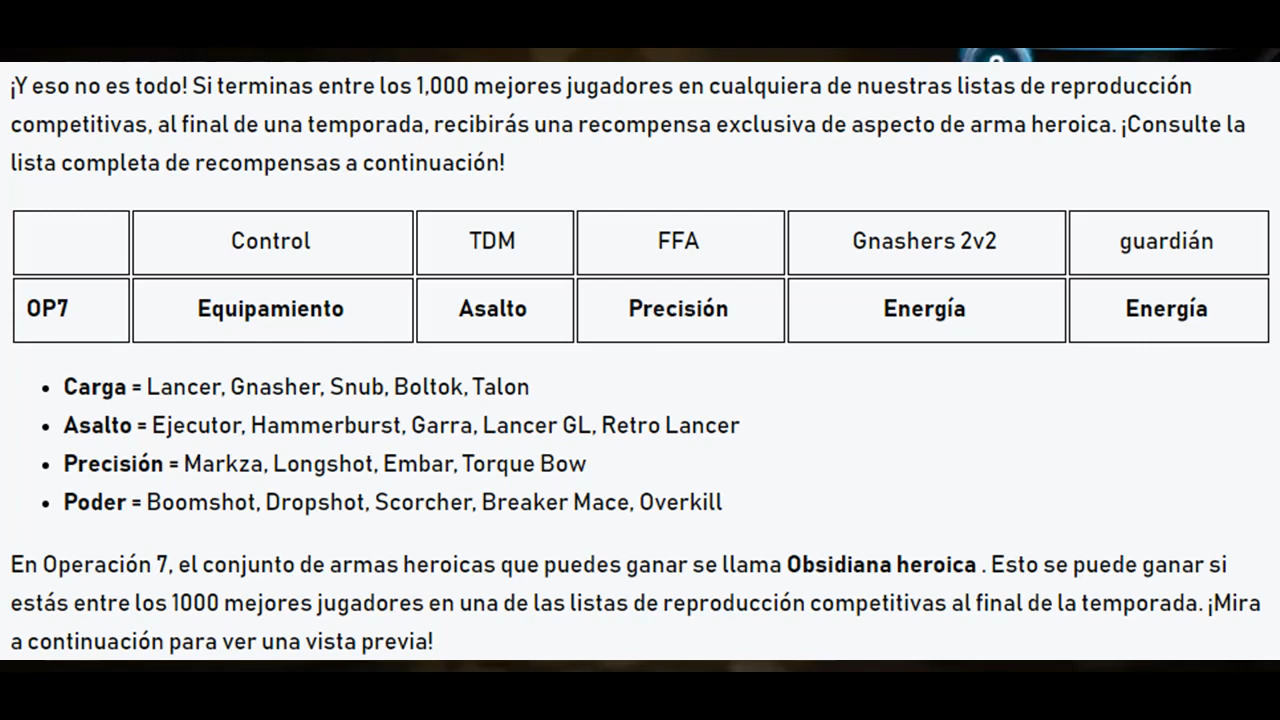 ¡Y eso no es todo! Si terminas entre los 1,000 mejores jugadores en cualquiera de nuestras listas de reproducción
competitivas, al final de una temporada, recibirás una recompensa exclusiva de aspecto de arma heroica. ¡Consulte la
lista completa de recompensas a continuación!
Control TDM FFA Gnashers 2v2 guardián
OP7 Equipamiento Asalto Precisión Energía Energía
• Carga = Lancer, Gnasher, Snub, Boltok, Talon
• Asalto = Ejecutor, Hammerburst, Garra, Lancer GL, Retro Lancer
• Precisión = Markza, Longshot, Embar, Torque Bow
• Poder = Boomshot, Dropshot, Scorcher, Breaker Mace, Overkill
En Operación 7, el conjunto de armas heroicas que puedes ganar se llama Obsidiana heroica . Esto se puede ganar si
estás entre los 1000 mejores jugadores en una de las listas de reproducción competitivas al final de la temporada. ¡Mira
a continuación para ver una vista previa!